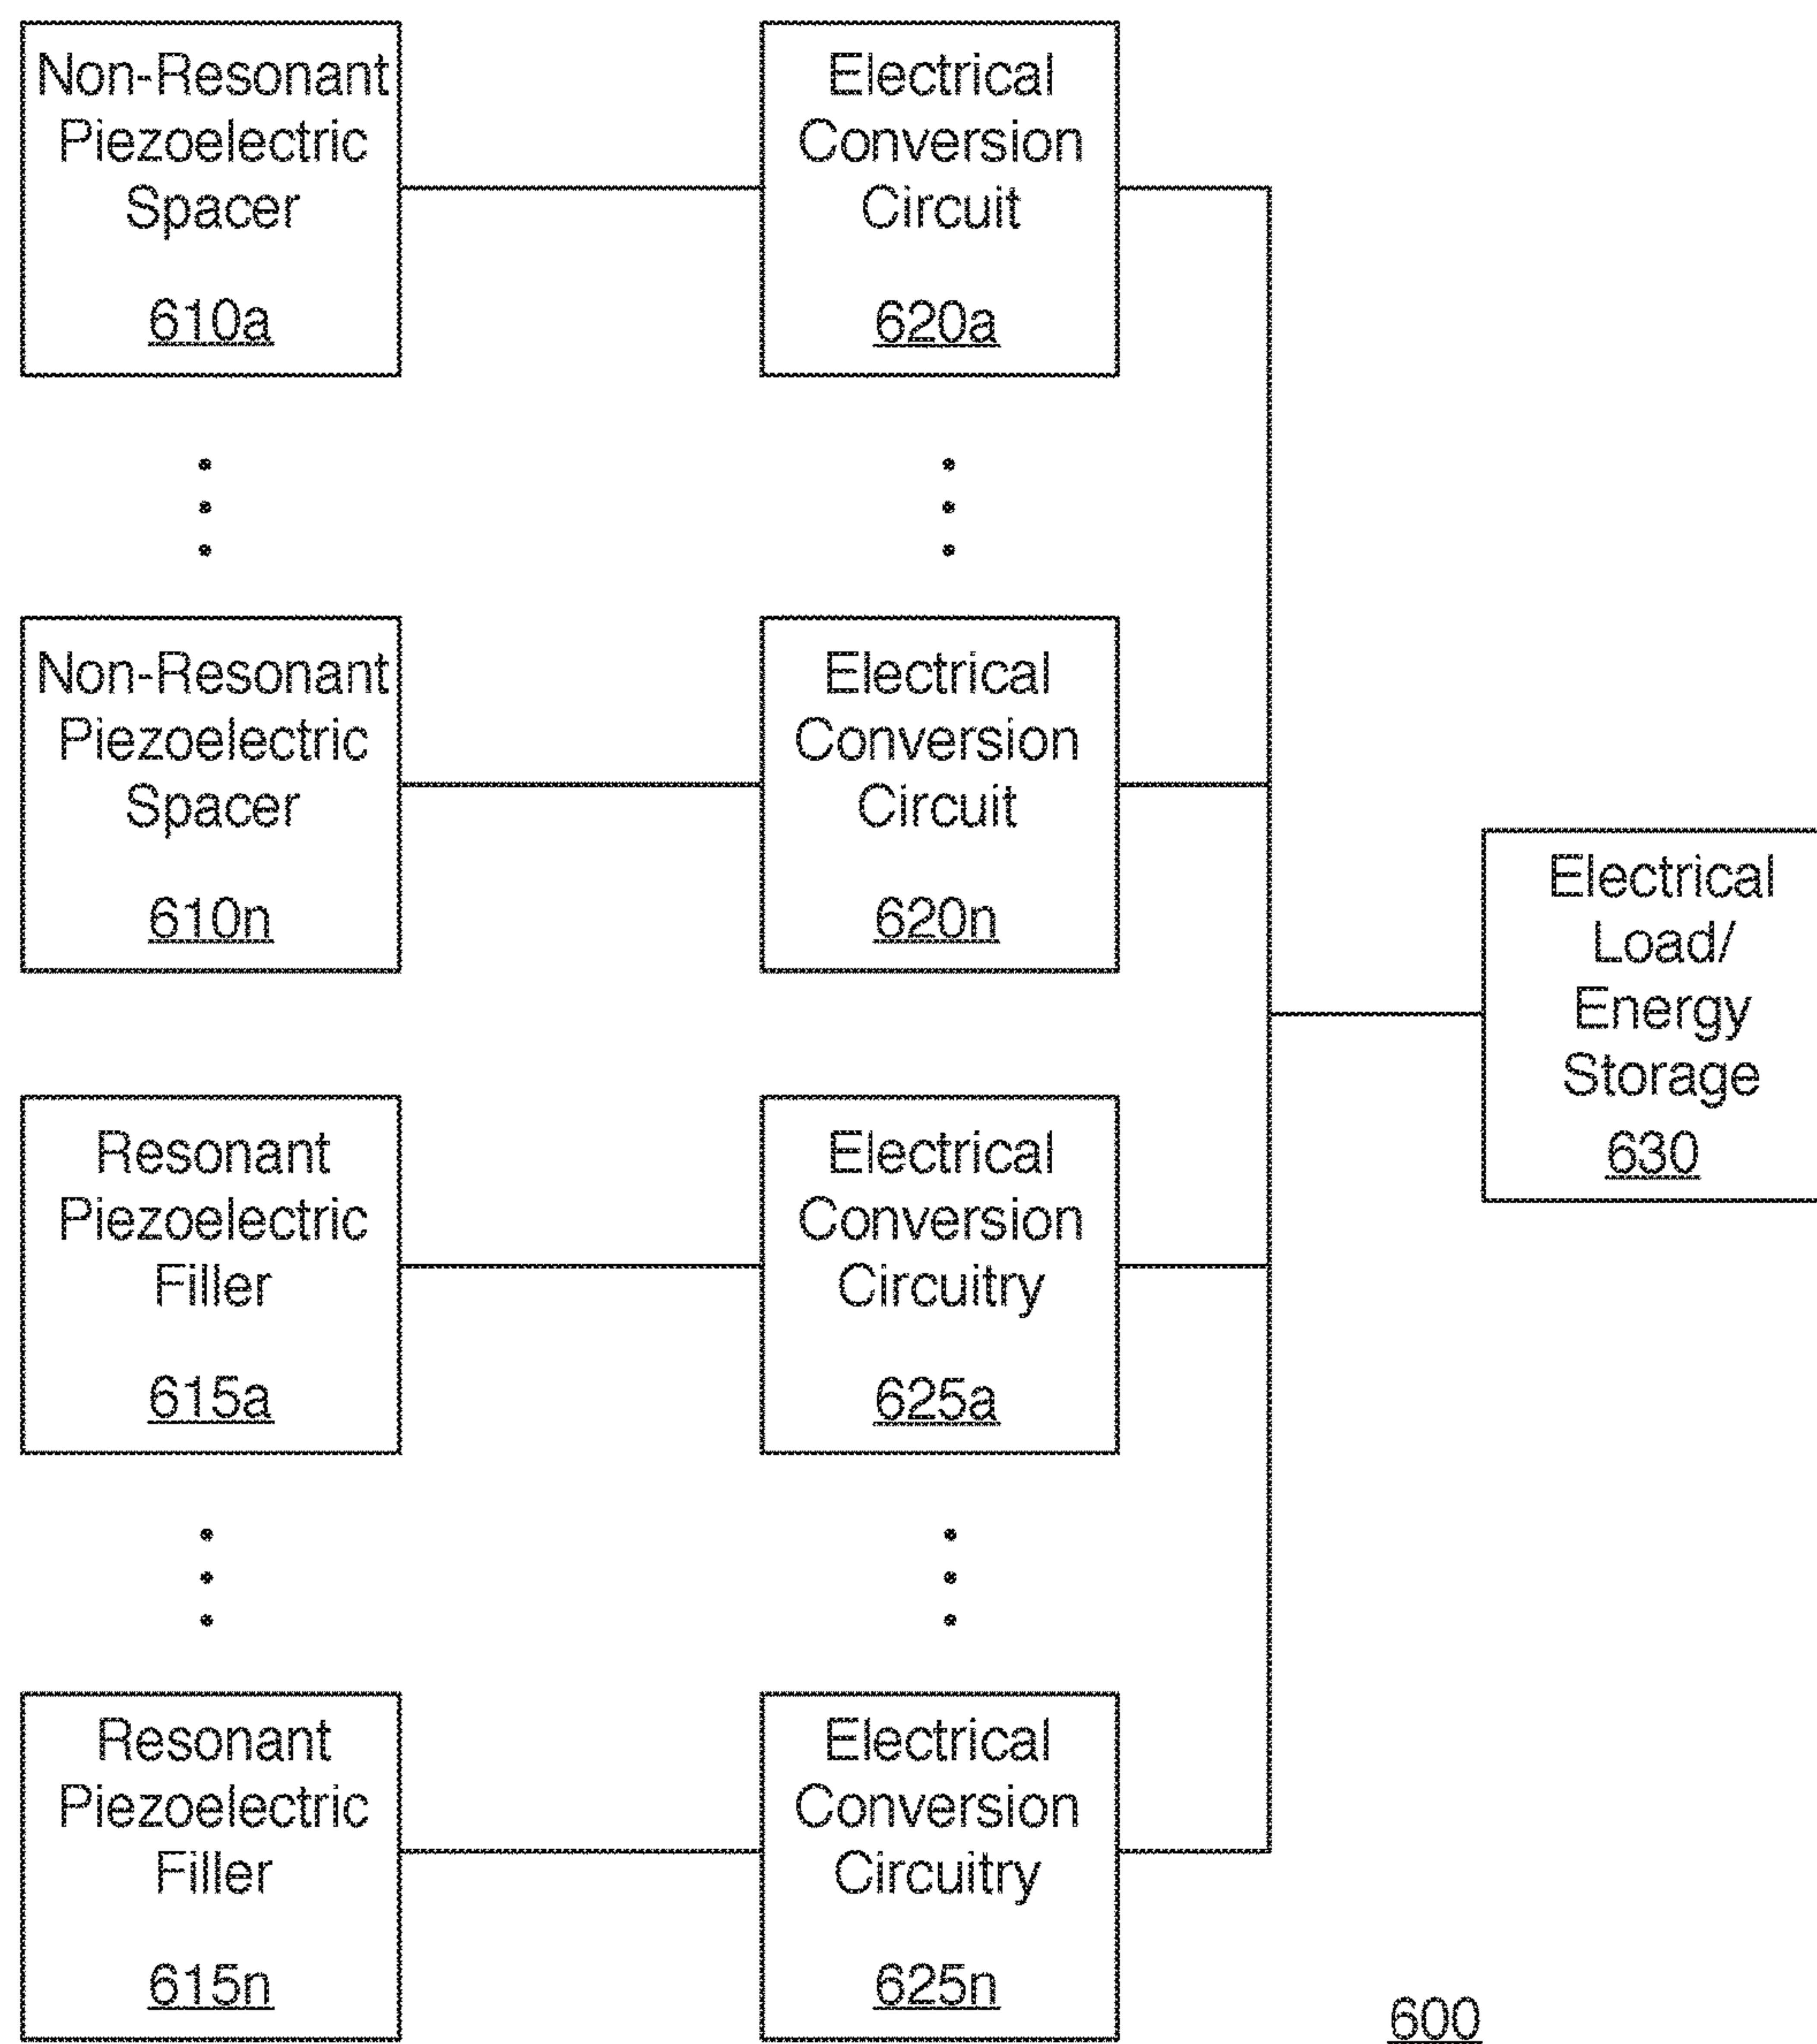 Non-Resonant
Piezoelectric
Spacer
610a
Electrical
Conversion
Circuit
620a
Non-Resonant
Piezoelectric
Spacer
610n
Electrical
Conversion
Circuit
620n
Electrical
Load/
Energy
Storage
630
Resonant
Piezoelectric
Filler
615a
Electrical
Conversion
Circuitry
625a
Resonant
Piezoelectric
Filler
615n
Electrical
Conversion
Circuitry
625n
600